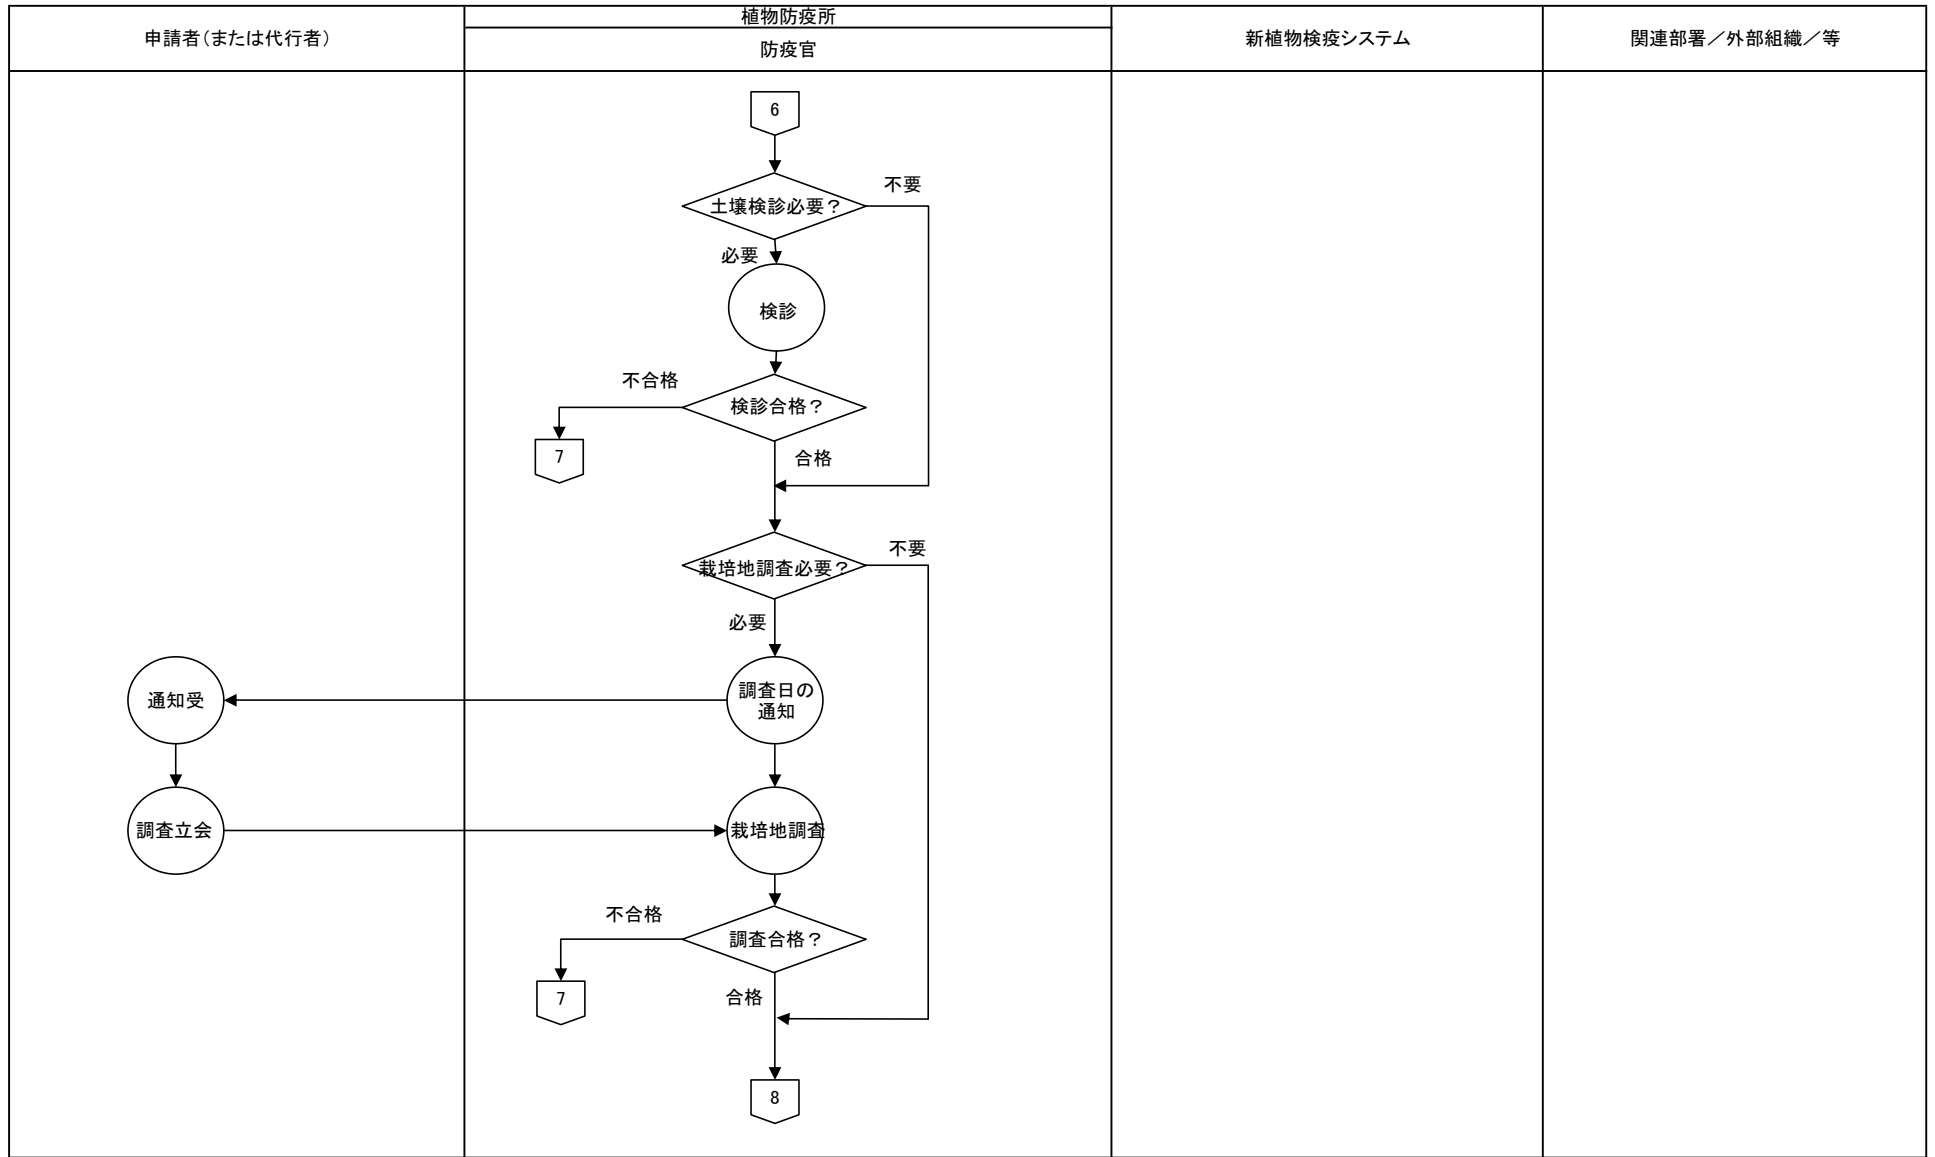 申請者(または代行者)
植物防疫所
防疫官
新植物検疫システム
関連部署／外部組織／等
6
土壌検診必要？
不要
必要
検診
不合格
検診合格？
7
合格
栽培地調査必要？
不要
必要
通知受
調査日の
通知
調査立会
栽培地調査
不合格
調査合格？
7
合格
8